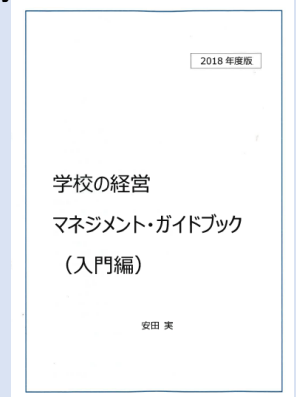 2018 年度版
学校の経営
マネジメント・ガイドブック
（入門編）
安田 実